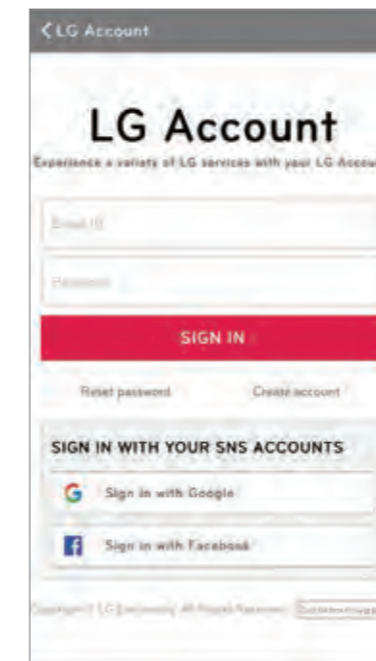 LG Account
LG Account
Experience a variety of LG services with your LG
Email ID
Password
SIGN IN
Reset password Create account
SIGN IN WITH YOUR SNS ACCOUNTS
Sign in with Google
Sign in with Facebook